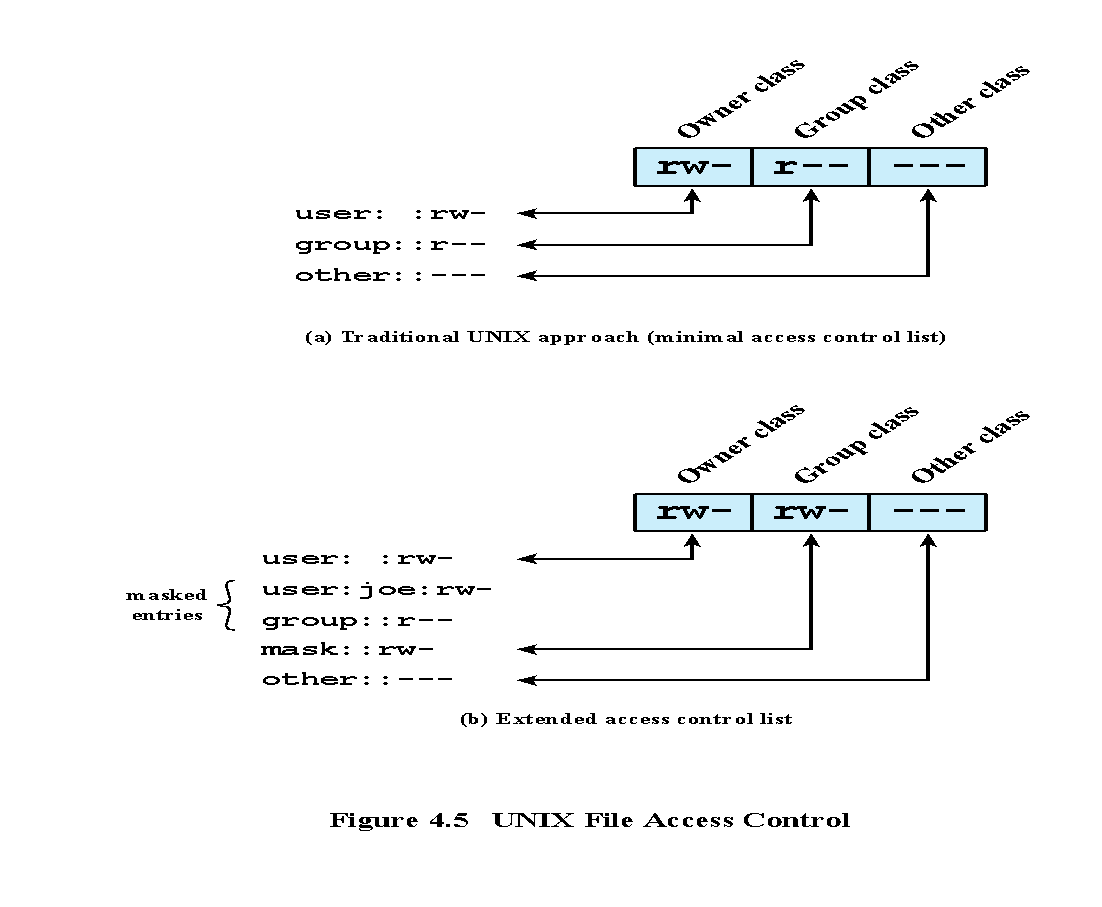 Owner class
Group class
Other class
rw- r-- ---
user: :rw-
group::r--
other::---
(a) Traditional UNIX approach (minimal access control list)
Owner class
Group class
Other class
rw- rw- ---
user: :rw-
masked
entries
user:joe:rw-
group::r--
mask::rw-
other::---
(b) Extended access control list
Figure 4.5 UNIX File Access Control